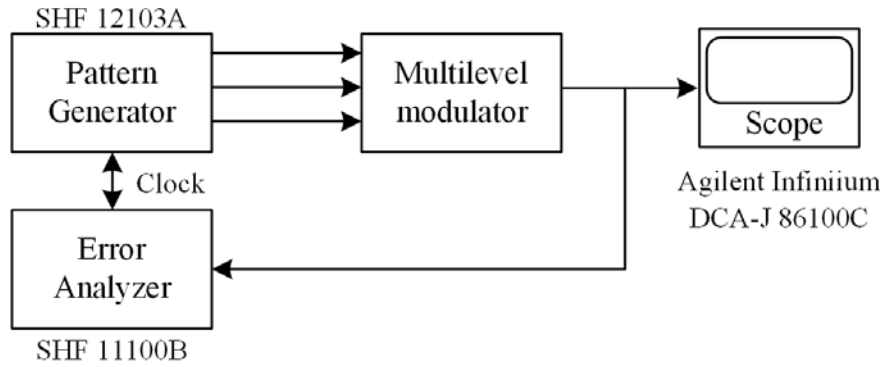 SHF 12103A
Pattern
Generator
Multilevel
modulator
Scope
Clock
Agilent Infiniium
DCA-J 86100C
Error
Analyzer
SHF 11100B